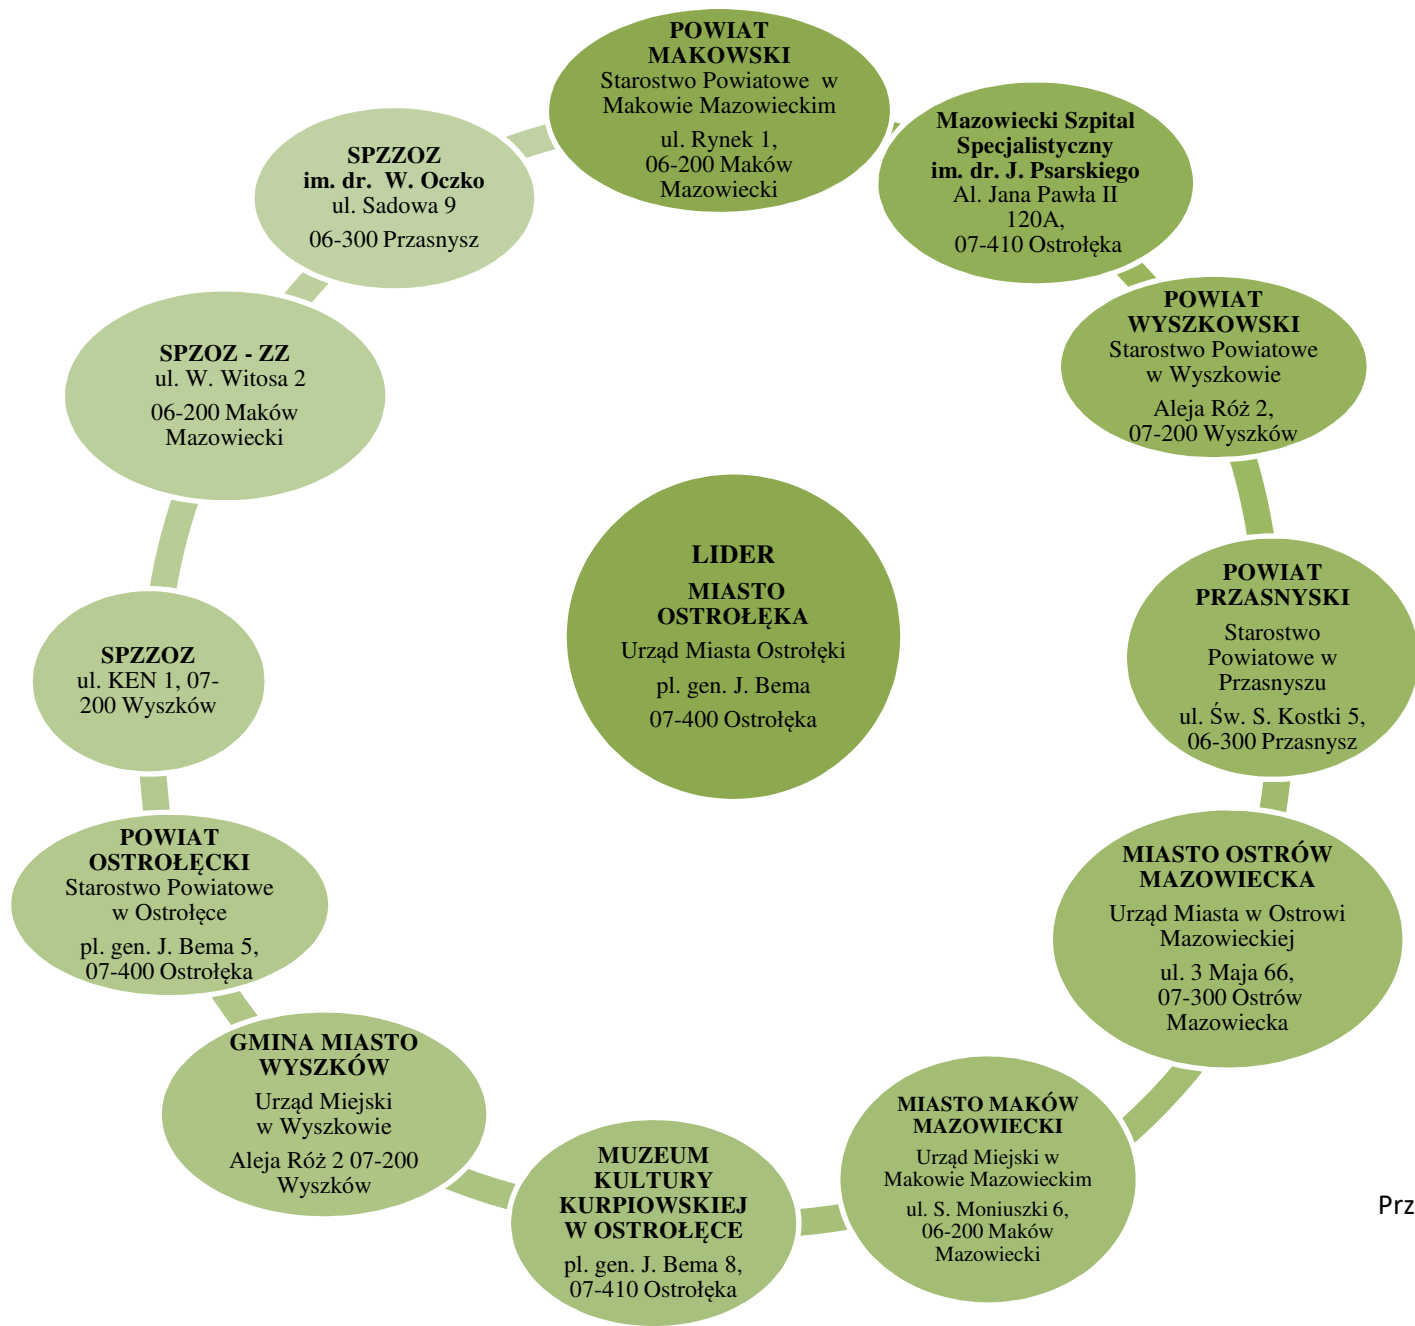 POWIAT
MAKOWSKI
Starostwo Powiatowe w
Makowie Mazowieckim
ul. Rynek 1,
06-200 Maków
Mazowiecki
Mazowiecki Szpital
Specjalistyczny
im. dr. J. Psarskiego
Al. Jana Pawła II
120A,
07-410 Ostrołęka
POWIAT
WYSZKOWSKI
Starostwo Powiatowe
w Wyszkowie
Aleja Róż 2,
07-200 Wyszków
POWIAT
PRZASNYSKI
Starostwo
Powiatowe w
Przasnyszu
ul. Św. S. Kostki 5,
06-300 Przasnysz
MIASTO OSTRÓW
MAZOWIECKA
Urząd Miasta w Ostrowi
Mazowieckiej
ul. 3 Maja 66,
07-300 Ostrów
Mazowiecka
MIASTO MAKÓW
MAZOWIECKI
Urząd Miejski w
Makowie Mazowieckim
ul. S. Moniuszki 6,
06-200 Maków
Mazowiecki
MUZEUM
KULTURY
KURPIOWSKIEJ
W OSTROŁĘCE
pl. gen. J. Bema 8,
07-410 Ostrołęka
GMINA MIASTO
WYSZKÓW
Urząd Miejski
w Wyszkowie
Aleja Róż 2 07-200
Wyszków
POWIAT
OSTROŁĘCKI
Starostwo Powiatowe
w Ostrołęce
pl. gen. J. Bema 5,
07-400 Ostrołęka
SPZZOZ
ul. KEN 1, 07-
200 Wyszków
SPZOZ - ZZ
ul. W. Witosa 2
06-200 Maków
Mazowiecki
SPZZOZ
im. dr. W. Oczko
ul. Sadowa 9
06-300 Przasnysz
LIDER
MIASTO
OSTROŁĘKA
Urząd Miasta Ostrołęki
pl. gen. J. Bema
07-400 Ostrołęka
Prz